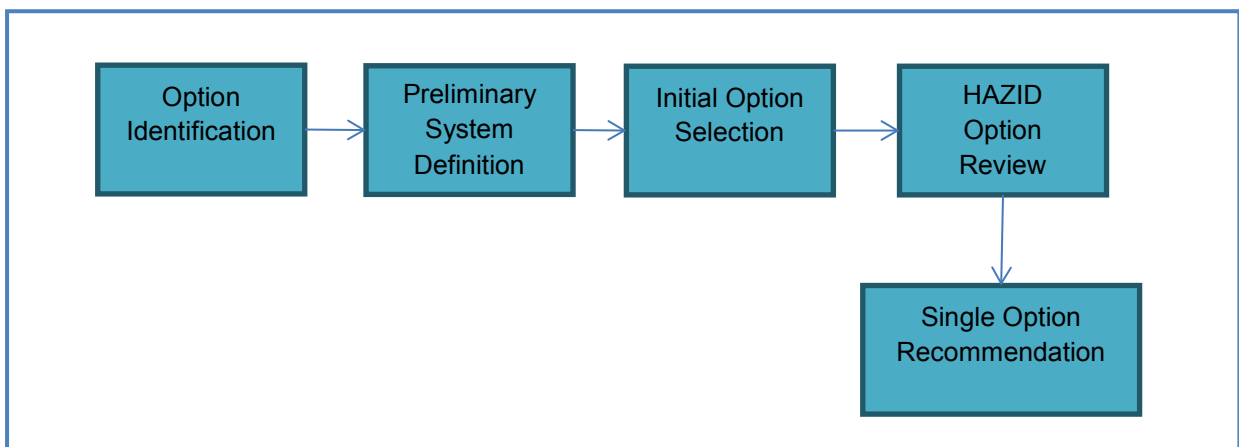 Option
Identification
Preliminary
System
Definition
Initial Option
Selection
HAZID
Option
Review
Single Option
Recommendation